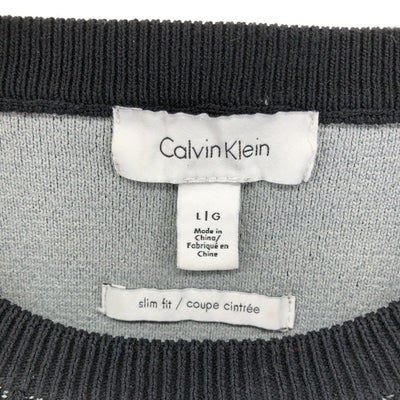 Calvin Klein
L|G
Made in
China/
Fabriqué en
Chine
slim fit / coupe cintrée